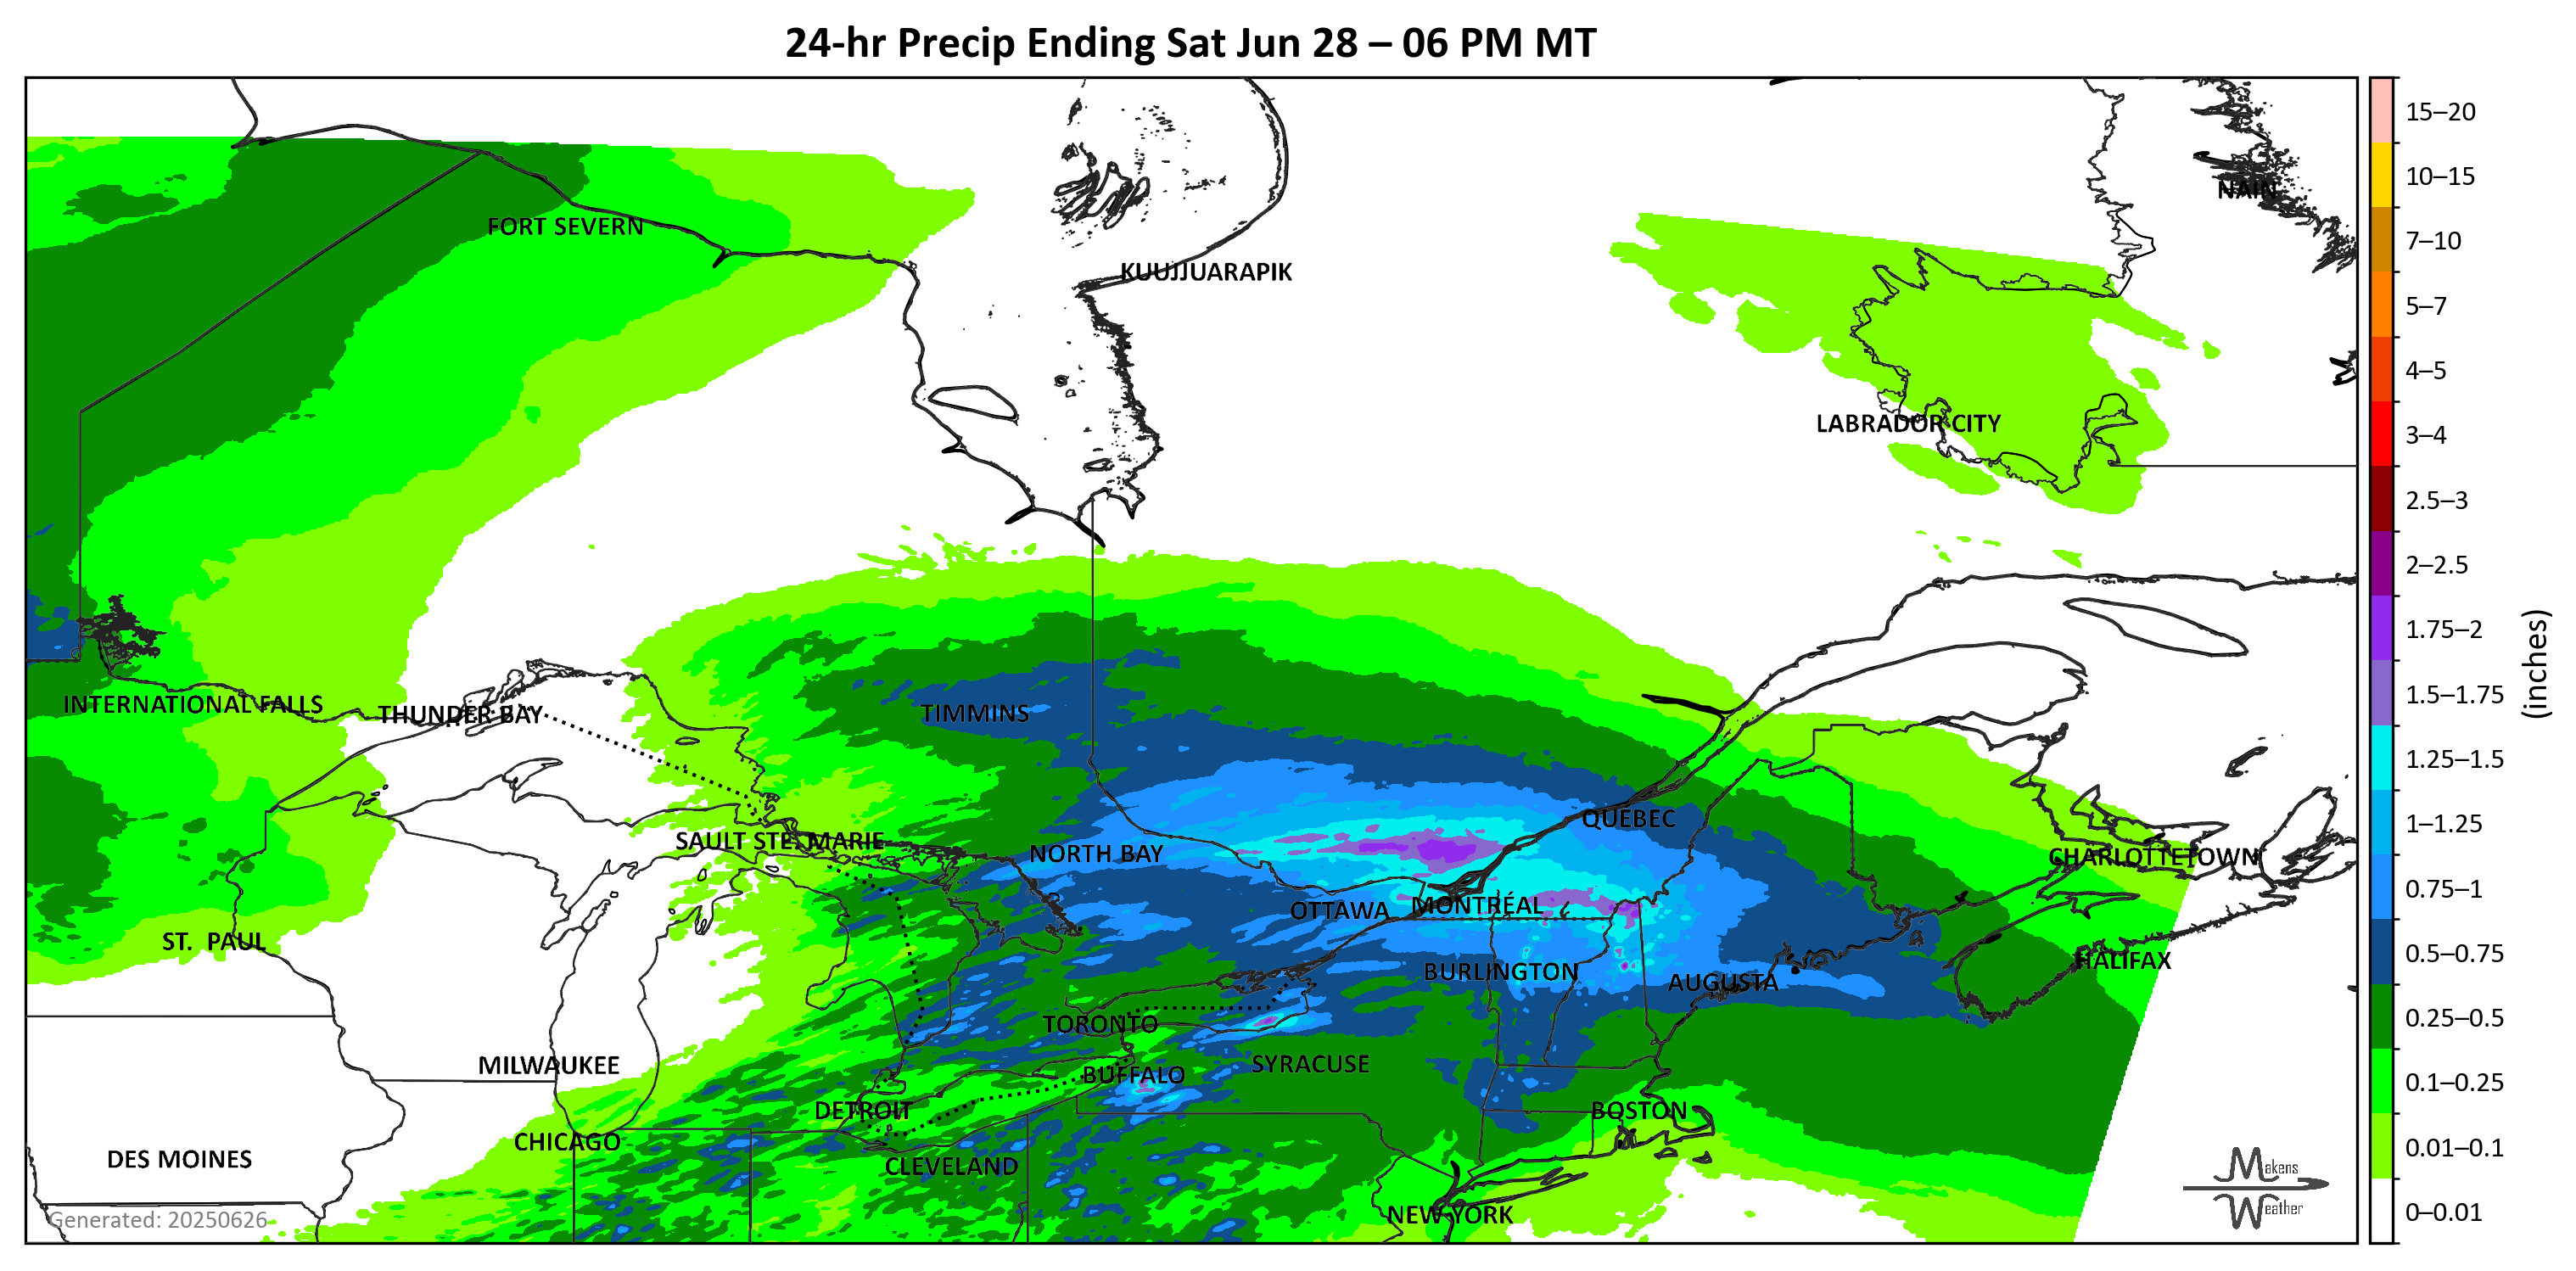 24-hr Precip Ending Sat Jun 28 – 06 PM MT
NAIN
FORT SEVERN
KUUJJUARAPIK
LABRADOR CITY
INTERNATIONAL FALLS
THUNDER BAY
TIMMINS
QUEBEC
SAULT STE. MARIE
NORTH BAY
CHARLOTTETOWN
OTTAWA
MONTRÉAL
ST. PAUL
HALIFAX
BURLINGTON
AUGUSTA
TORONTO
MILWAUKEE
SYRACUSE
BUFFALO
DETROIT
BOSTON
CHICAGO
DES MOINES
CLEVELAND
NEW YORK
Generated: 20250626
Makens
Weather
15–20
10–15
7–10
5–7
4–5
3–4
2.5–3
2–2.5
1.75–2
1.5–1.75
1.25–1.5
1–1.25
0.75–1
0.5–0.75
0.25–0.5
0.1–0.25
0.01–0.1
0–0.01
(inches)